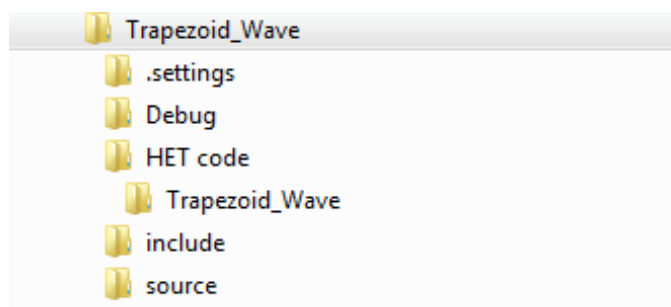 Trapezoid_Wave
.settings
Debug
HET code
Trapezoid_Wave
include
source